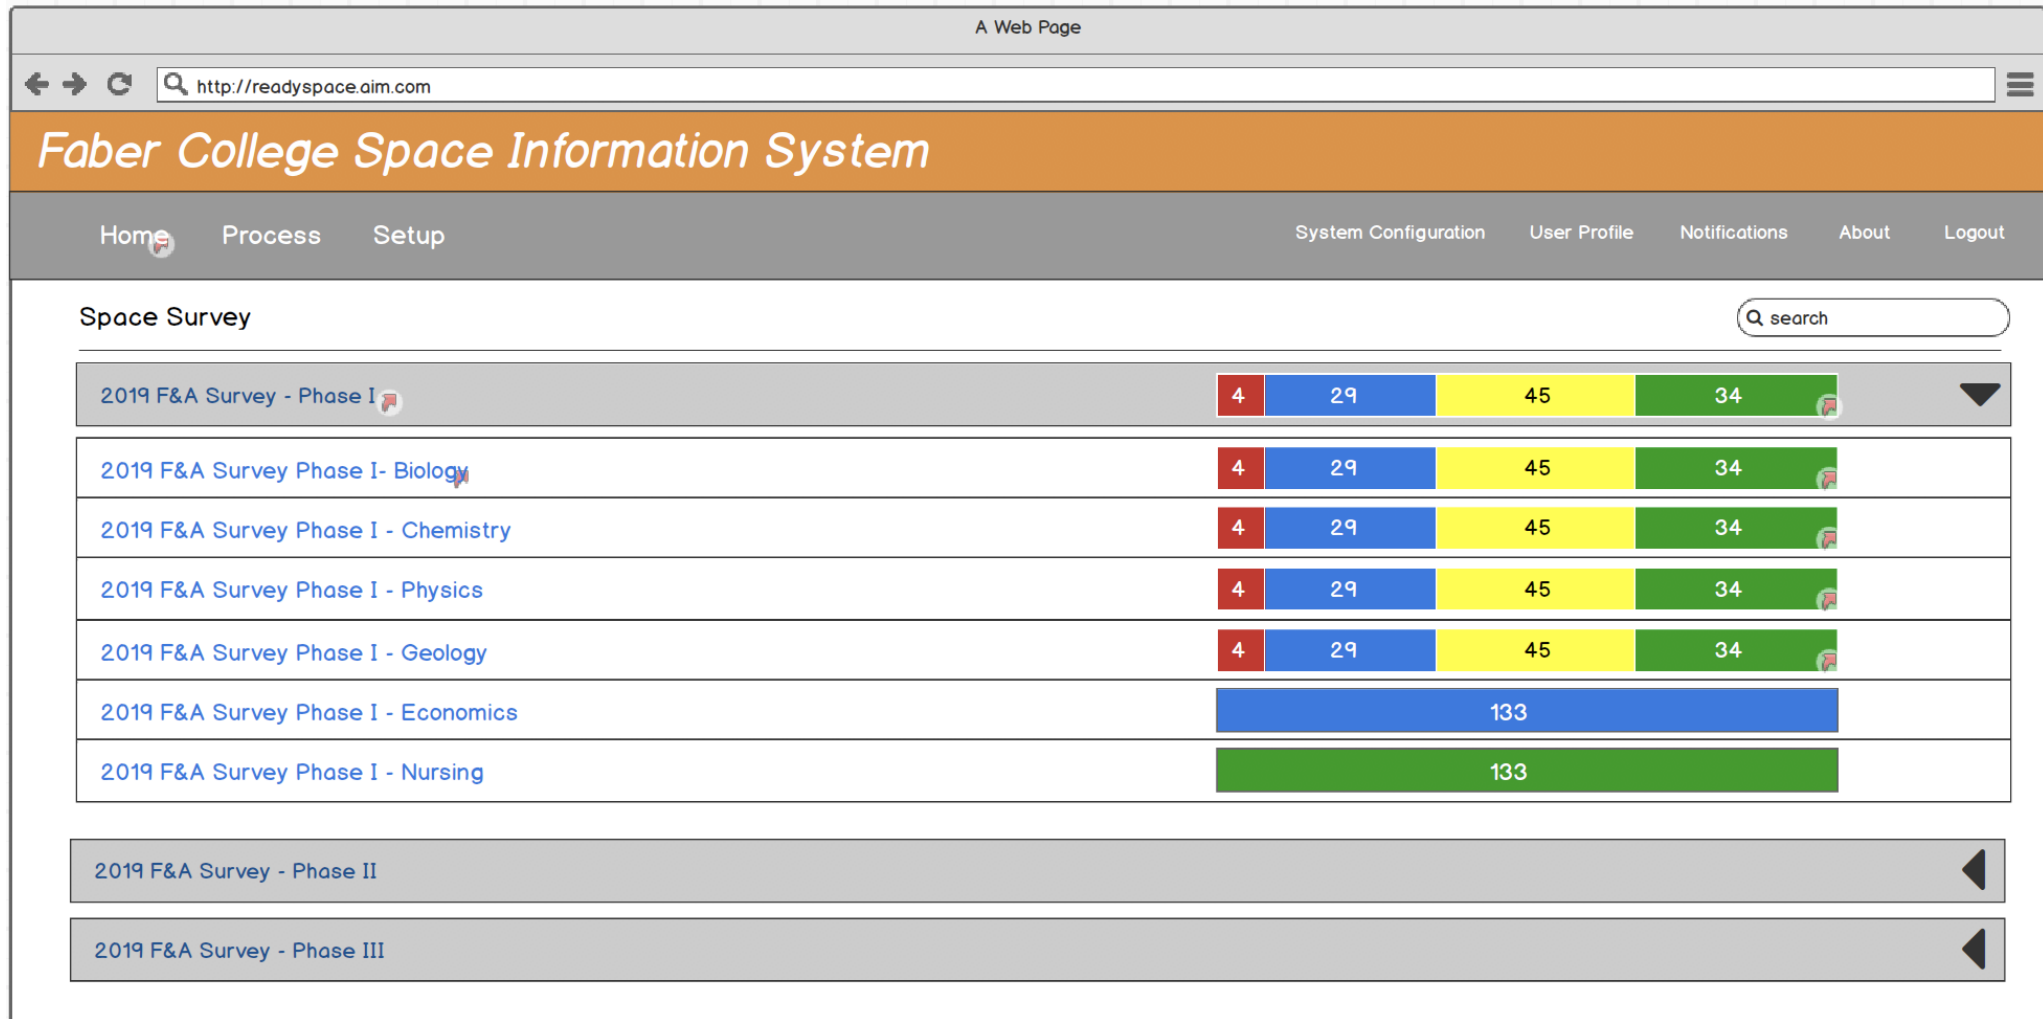 A Web Page
http://readyspace.aim.com
Faber College Space Information System
Home Process Setup System Configuration User Profile Notifications About Logout
Space Survey search
2019 F&A Survey - Phase I 4 29 45 34
2019 F&A Survey Phase I- Biology 4 29 45 34
2019 F&A Survey Phase I - Chemistry 4 29 45 34
2019 F&A Survey Phase I - Physics 4 29 45 34
2019 F&A Survey Phase I - Geology 4 29 45 34
2019 F&A Survey Phase I - Economics 133
2019 F&A Survey Phase I - Nursing 133
2019 F&A Survey - Phase II
2019 F&A Survey - Phase III